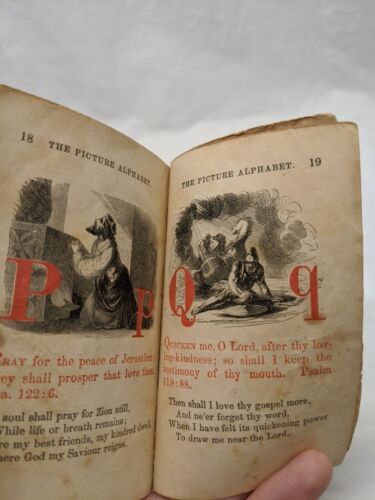 18 THE PICTURE ALPHABET.
P p
PRAY for the peace of Jerusalem:
they shall prosper that love thee.
122:6.
soul shall pray for Zion still,
While life or breath remains;
my best friends, my kindred dwell,
There God my Saviour reigns.
THE PICTURE ALPHABET. 19
Q q
QUICKEN me, O Lord, after thy lov-
ing-kindness; so shall I keep the
testimony of thy mouth. Psalm
119:88.
Then shall I love thy gospel more,
And ne'er forget thy word,
When I have felt its quickening power
To draw me near the Lord.